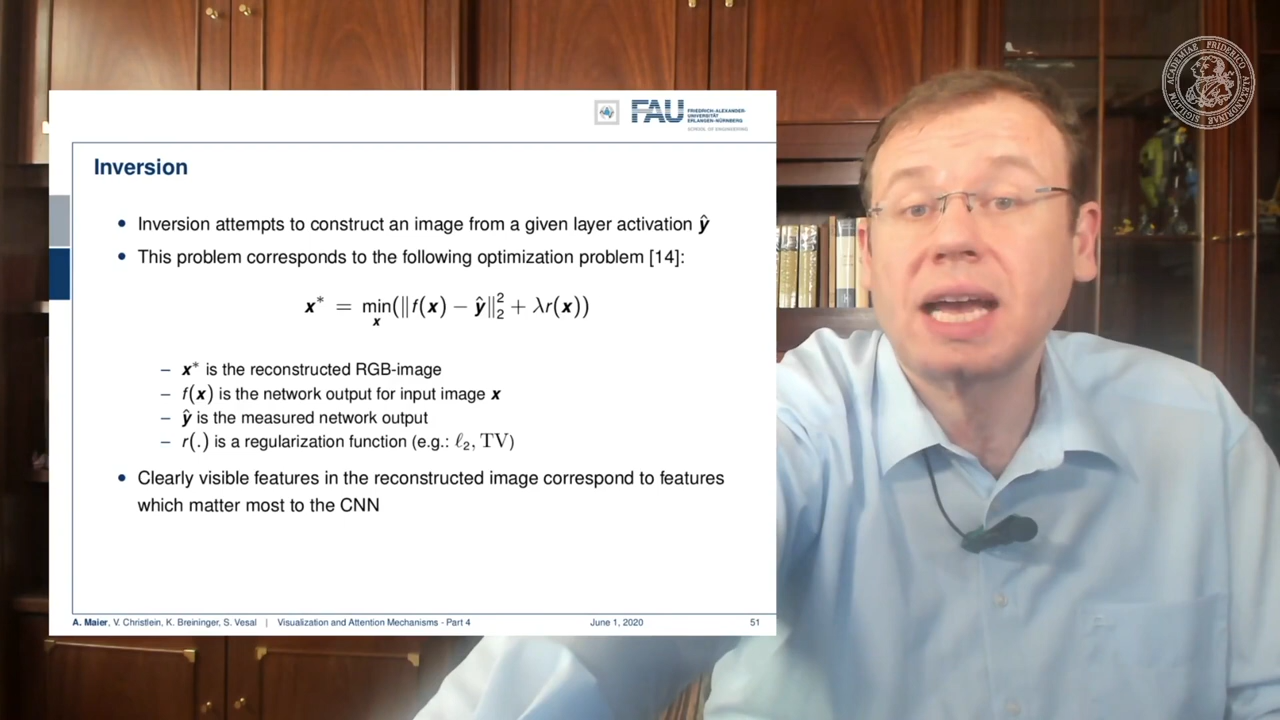 FAU FRIEDRICH-ALEXANDER-
UNIVERSITÄT
ERLANGEN-NÜRNBERG
SCHOOL OF ENGINEERING
Inversion
• Inversion attempts to construct an image from a given layer activation ŷ
• This problem corresponds to the following optimization problem [14]:
x* = min(‖f(x) − ŷ‖₂² + λr(x))
x
– x* is the reconstructed RGB-image
– f(x) is the network output for input image x
– ŷ is the measured network output
– r(.) is a regularization function (e.g.: ℓ₂, TV)
• Clearly visible features in the reconstructed image correspond to features
which matter most to the CNN
A. Maier, V. Christlein, K. Breininger, S. Vesal | Visualization and Attention Mechanisms - Part 4 June 1, 2020 51
SIGILLUM ACADEMIAE FRIDERICO ALEXANDRINAE